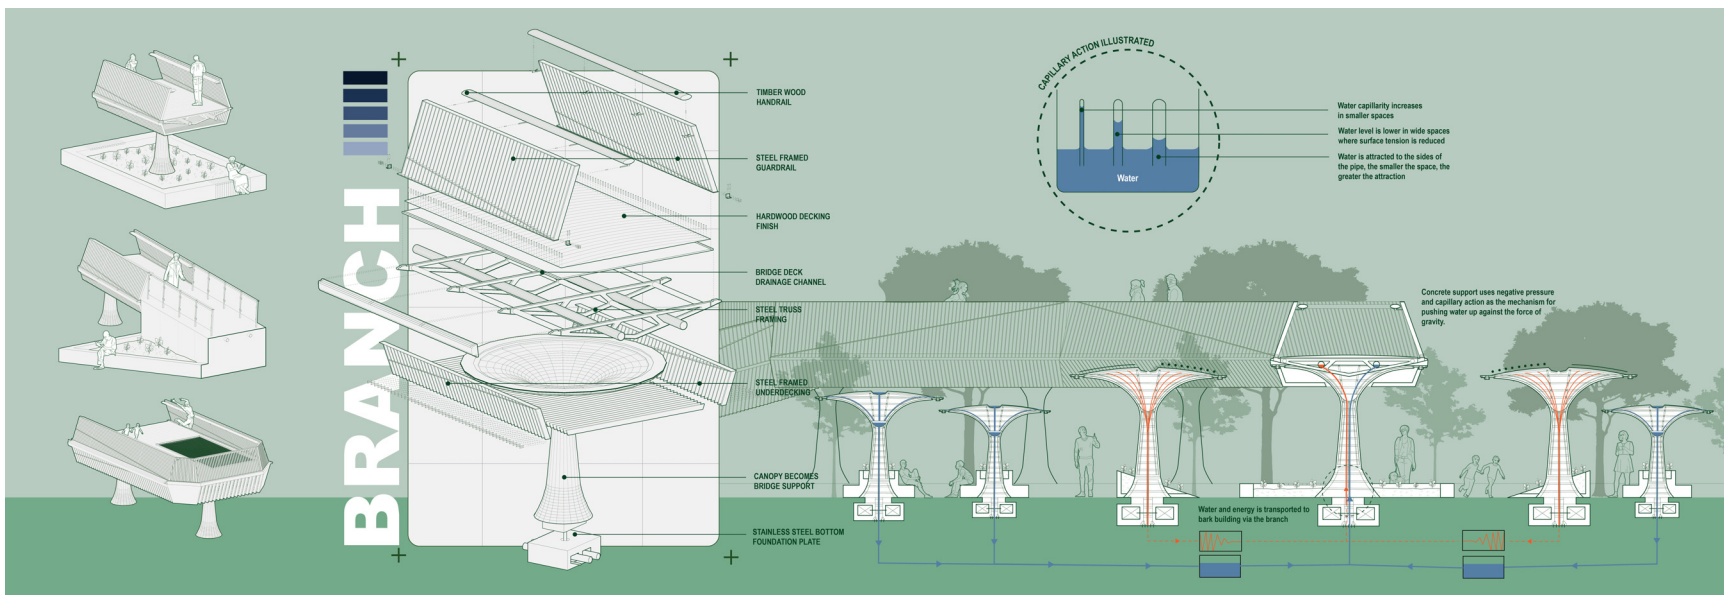 BRANCH
TIMBER WOOD
HANDRAIL
STEEL FRAMED
GUARDRAIL
HARDWOOD DECKING
FINISH
BRIDGE DECK
DRAINAGE CHANNEL
STEEL TRUSS
FRAMING
STEEL FRAMED
UNDERDECKING
CANOPY BECOMES
BRIDGE SUPPORT
STAINLESS STEEL BOTTOM
FOUNDATION PLATE
CAPILLARY ACTION ILLUSTRATED
Water
Water capillarity increases
in smaller spaces
Water level is lower in wide spaces
where surface tension is reduced
Water is attracted to the sides of
the pipe, the smaller the space, the
greater the attraction
Concrete support uses negative pressure
and capillary action as the mechanism for
pushing water up against the force of
gravity.
Water and energy is transported to
bark building via the branch